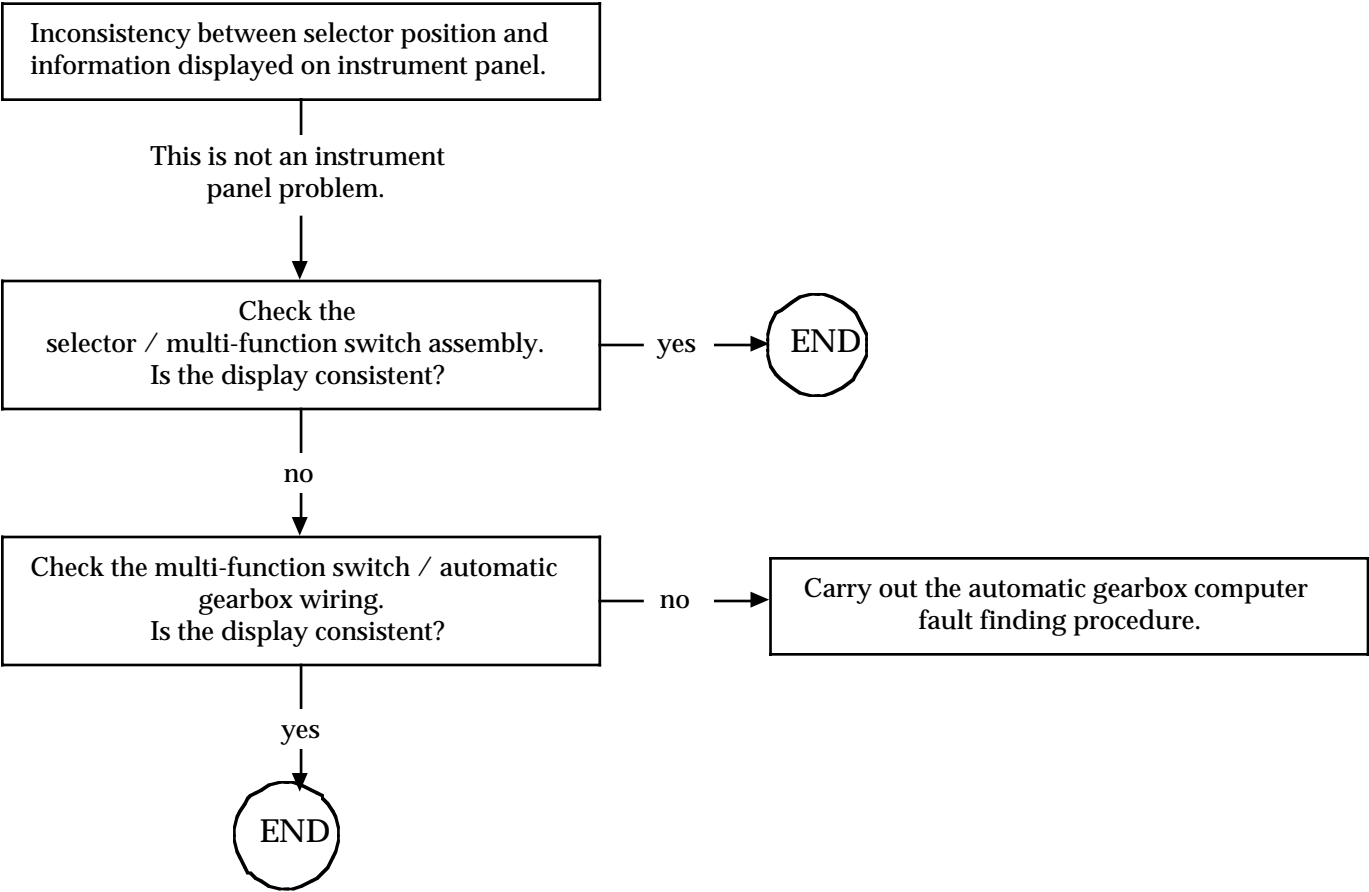 Inconsistency between selector position and
information displayed on instrument panel.
This is not an instrument
panel problem.
Check the
selector / multi-function switch assembly.
Is the display consistent?
yes
END
no
Check the multi-function switch / automatic
gearbox wiring.
Is the display consistent?
no
Carry out the automatic gearbox computer
fault finding procedure.
yes
END